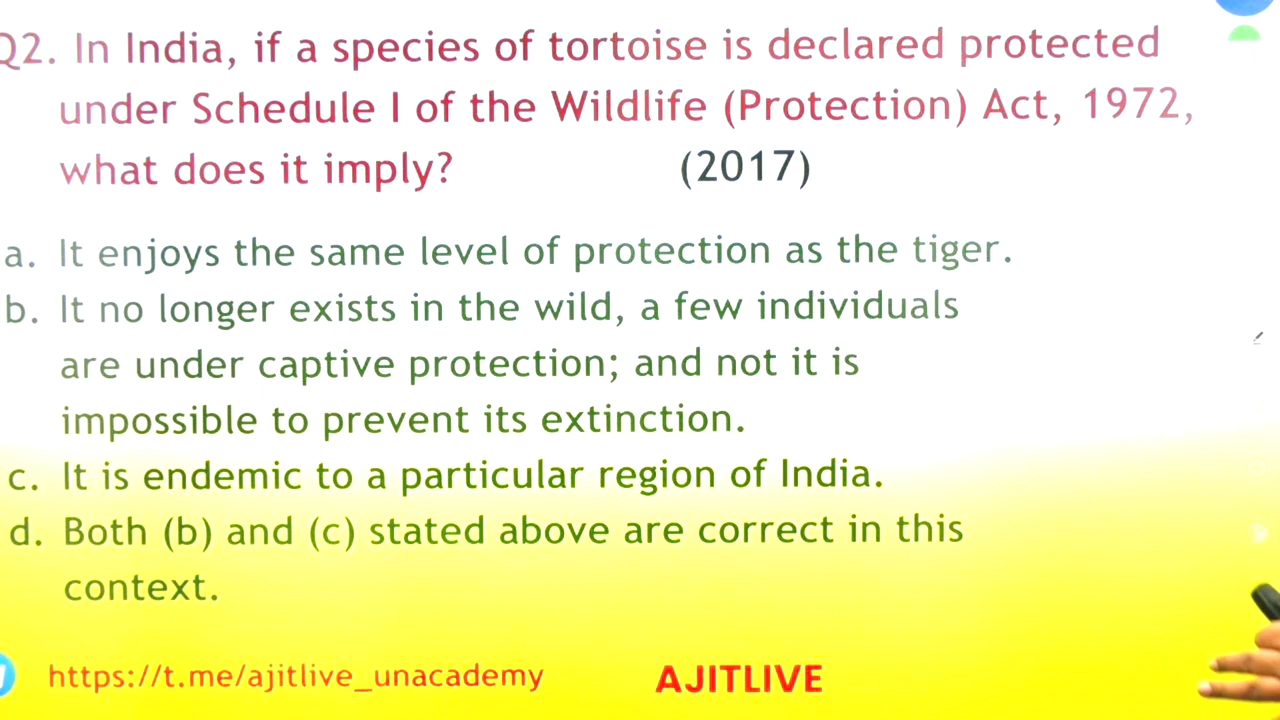 Q2. In India, if a species of tortoise is declared protected
under Schedule I of the Wildlife (Protection) Act, 1972,
what does it imply? (2017)
a. It enjoys the same level of protection as the tiger.
b. It no longer exists in the wild, a few individuals
are under captive protection; and not it is
impossible to prevent its extinction.
c. It is endemic to a particular region of India.
d. Both (b) and (c) stated above are correct in this
context.
https://t.me/ajitlive_unacademy AJITLIVE